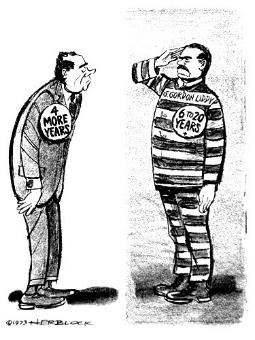 4
MORE
YEARS
G. GORDON LIDDY
6 TO 20
YEARS
©1973 HERBLOCK